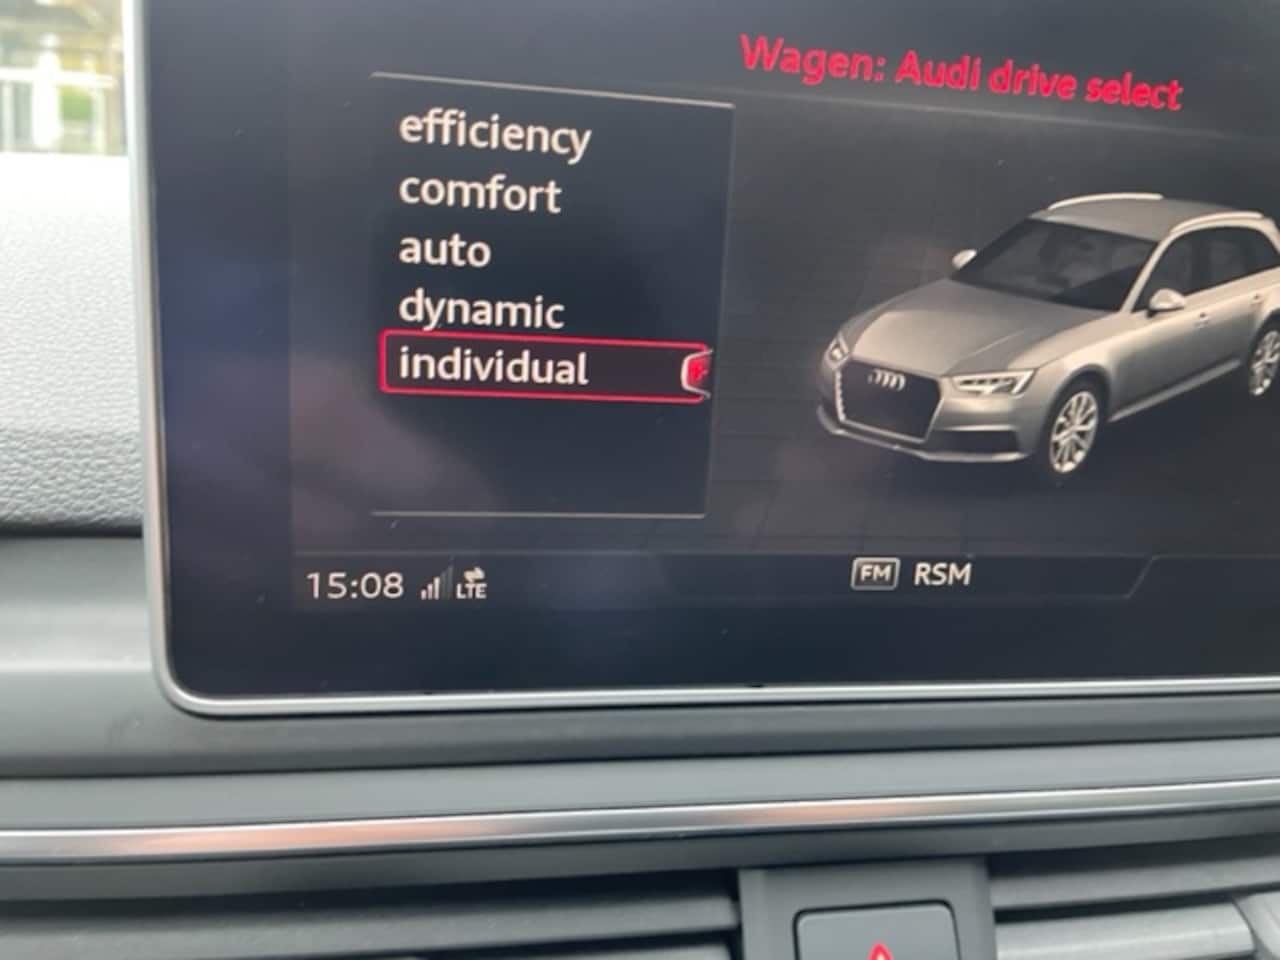 Wagen: Audi drive select
efficiency
comfort
auto
dynamic
individual
15:08 LTE
FM RSM